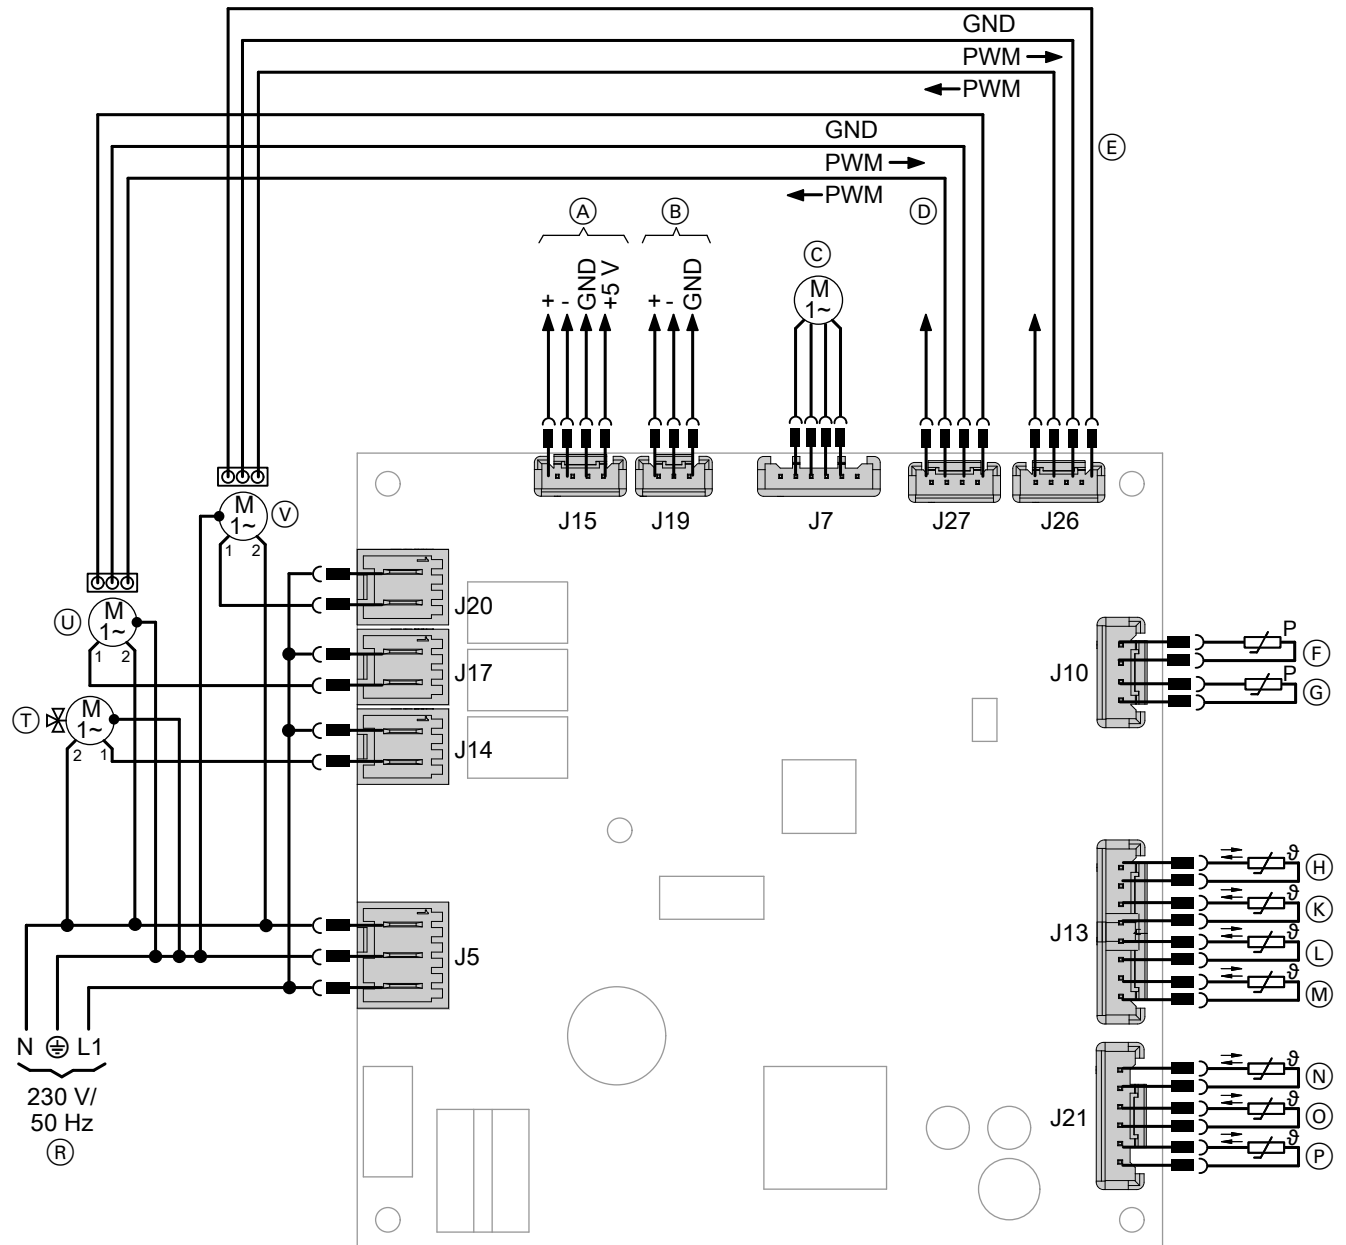 GND
PWM
PWM
GND
PWM
PWM
E
A
B
D
C
+
-
GND
+5 V
+
-
GND
M
1~
J15
J19
J7
J27
J26
M
1~
V
1
2
J20
U
M
1~
1
2
J17
T
M
1~
2
1
J14
J5
N
L1
230 V/
50 Hz
R
J10
P
F
P
G
J13
ϑ
H
ϑ
K
ϑ
L
ϑ
M
J21
ϑ
N
ϑ
O
ϑ
P